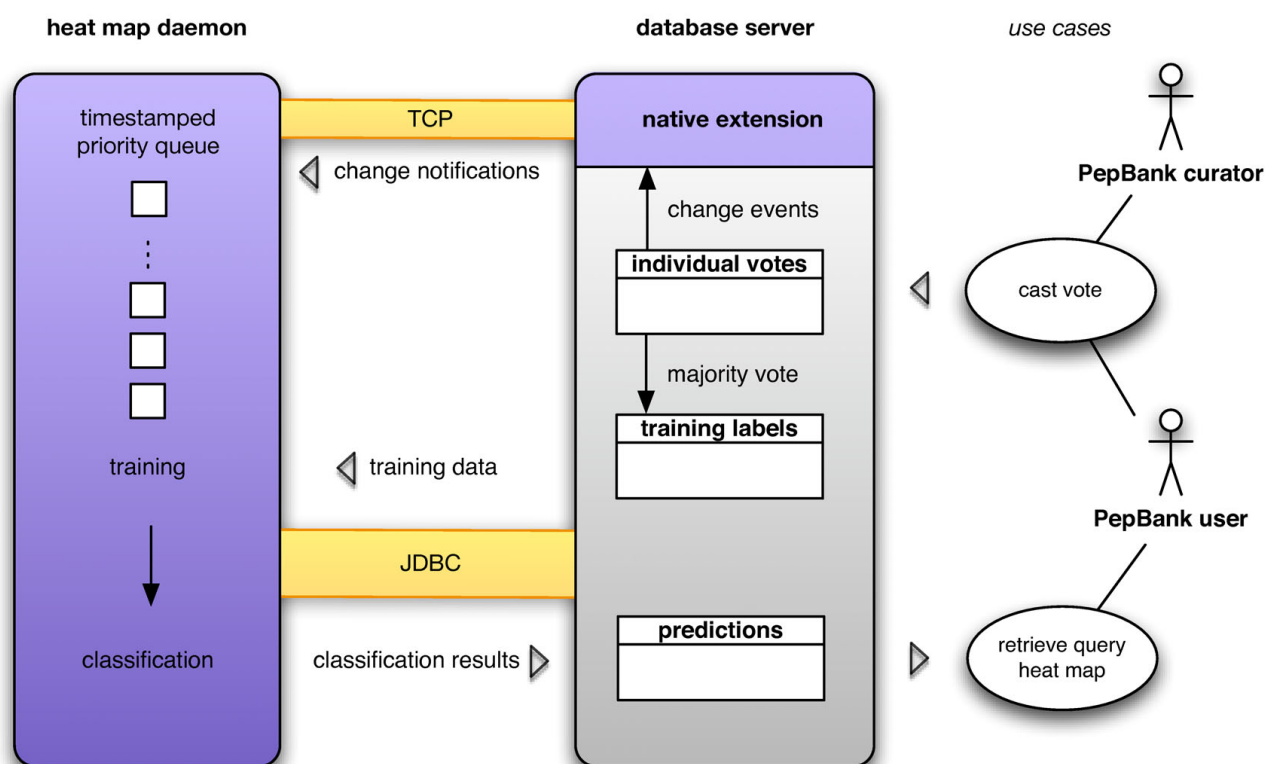 heat map daemon
database server
use cases
timestamped
priority queue
TCP
native extension
change notifications
PepBank curator
change events
individual votes
cast vote
majority vote
training labels
training
training data
PepBank user
JDBC
predictions
classification
classification results
retrieve query
heat map